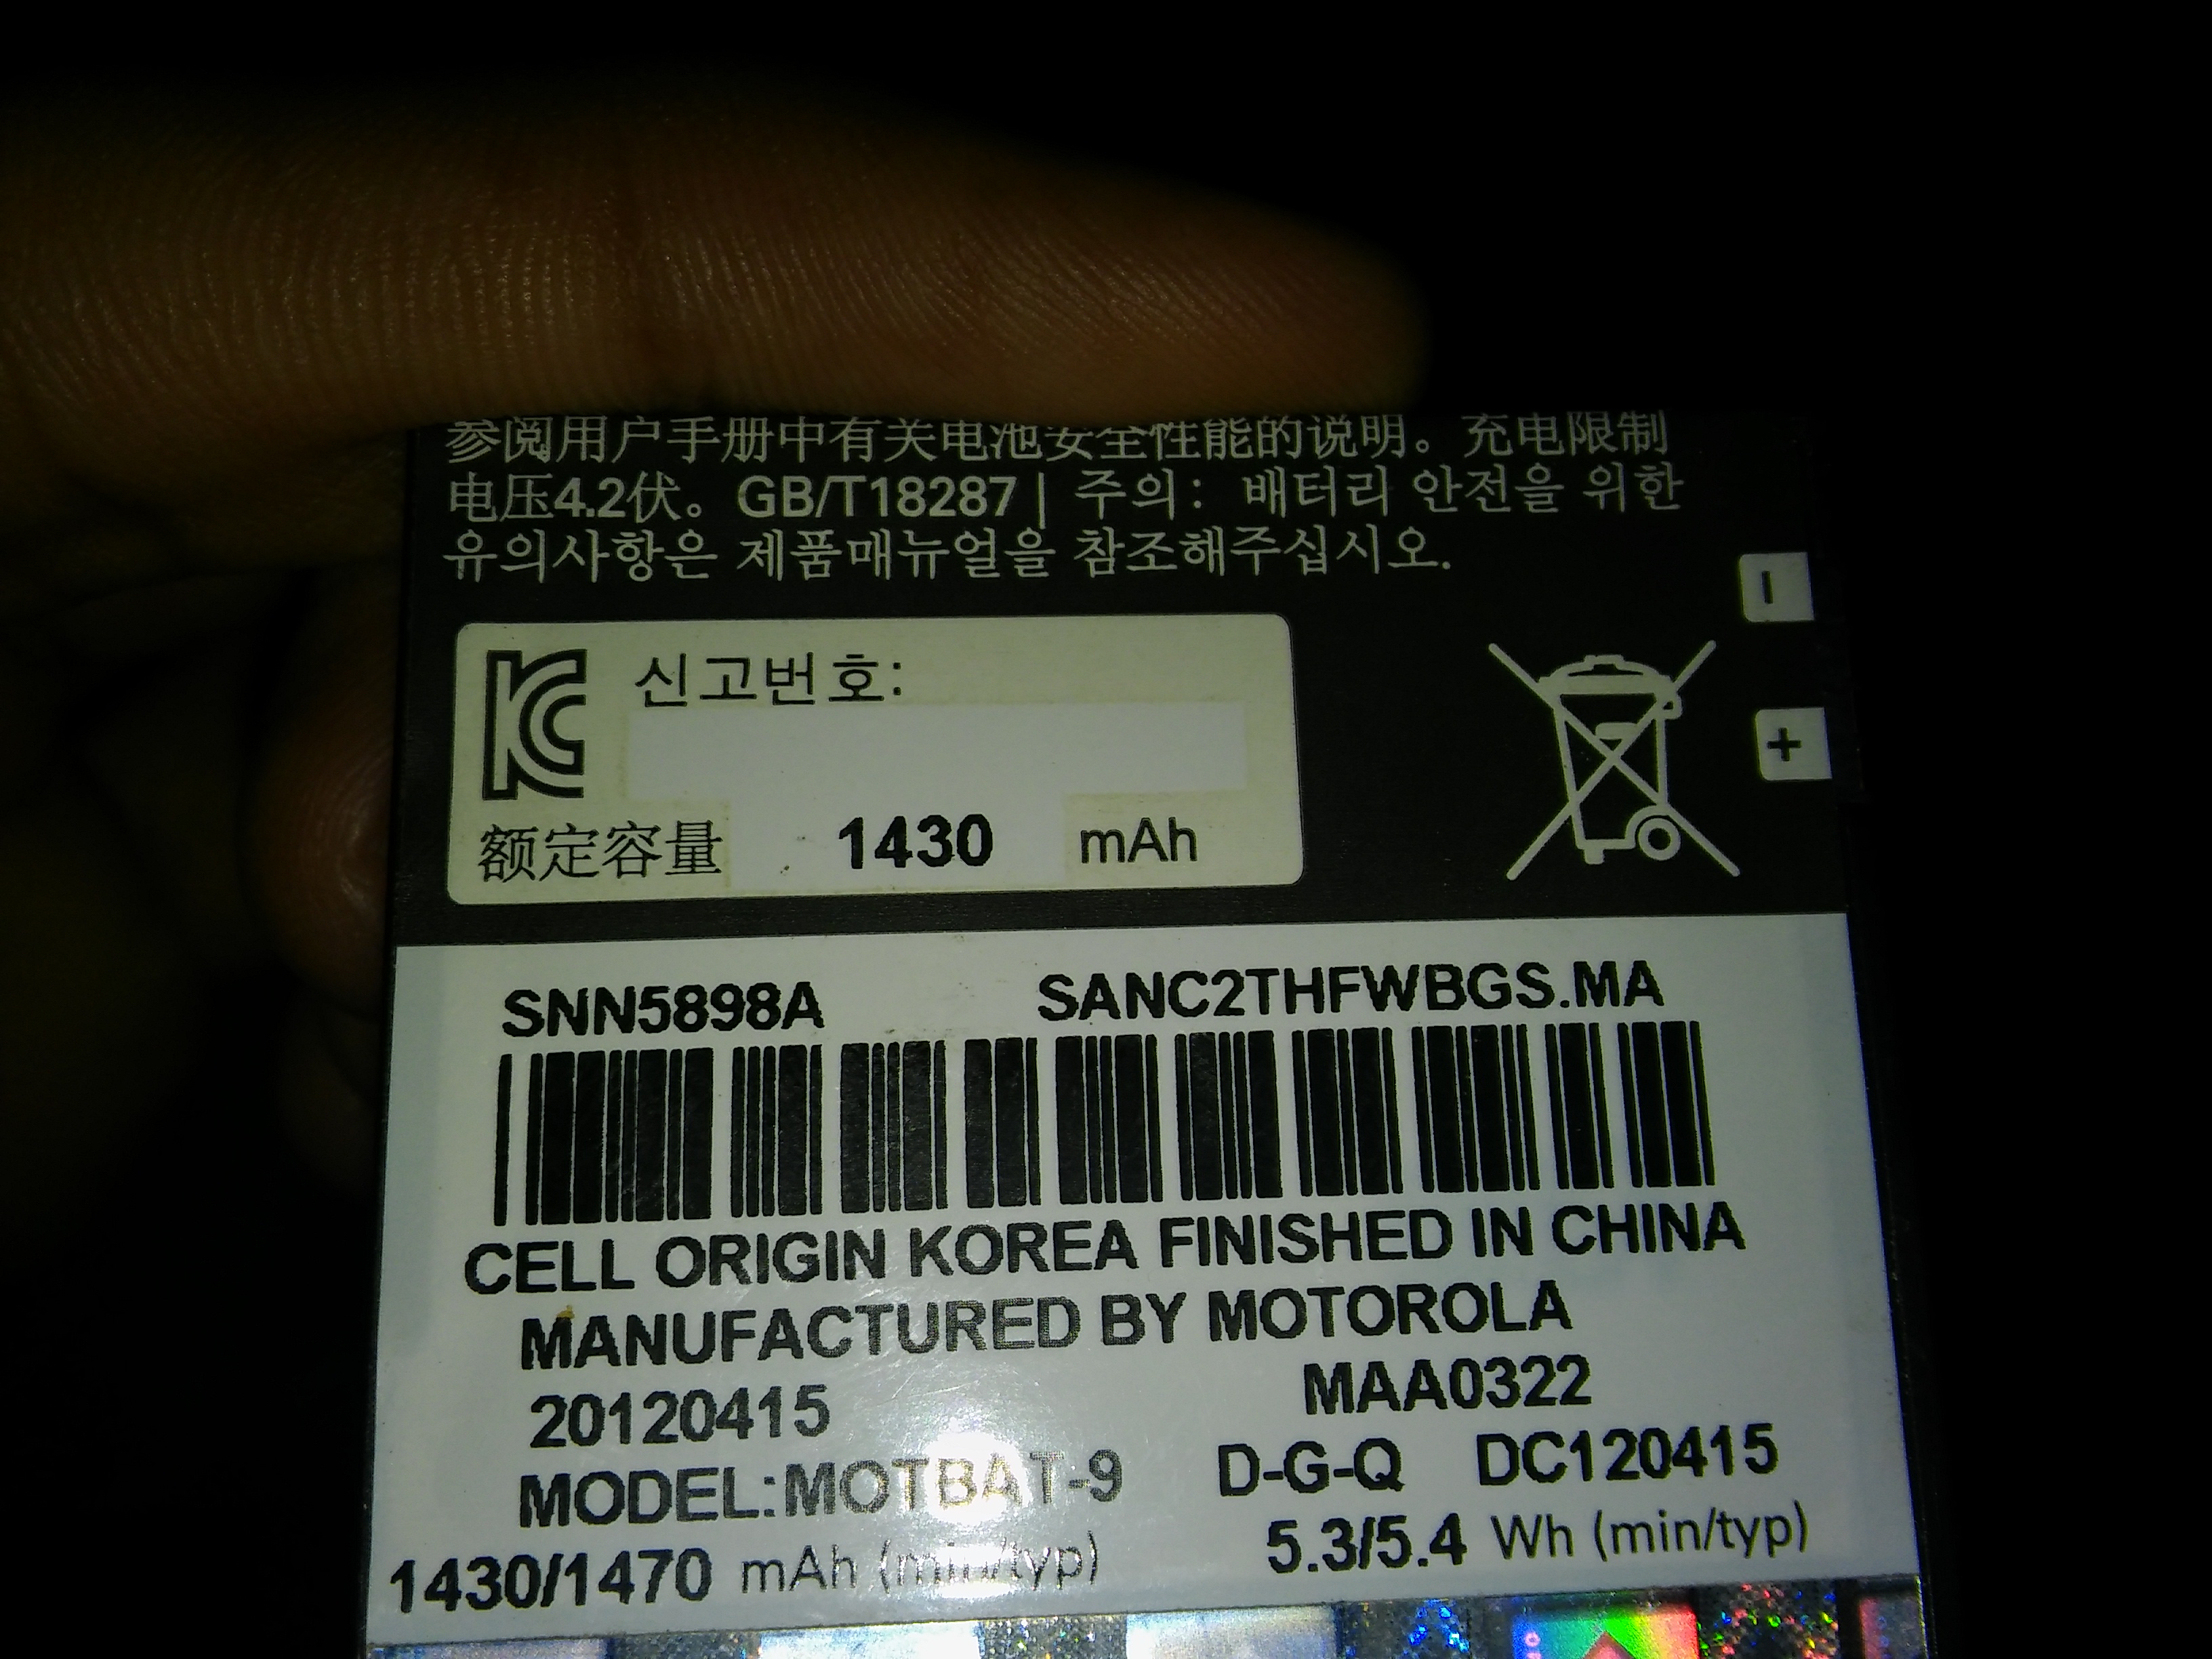 参阅用户手册中有关电池安全性能的说明。充电限制
电压4.2伏。GB/T18287 | 주의: 배터리 안전을 위한
유의사항은 제품매뉴얼을 참조해주십시오.
KC 신고번호:
额定容量 1430 mAh
-
+
SNN5898A SANC2THFWBGS.MA
CELL ORIGIN KOREA FINISHED IN CHINA
MANUFACTURED BY MOTOROLA
20120415 MAA0322
MODEL:MOTBAT-9 D-G-Q DC120415
1430/1470 mAh (min/typ) 5.3/5.4 Wh (min/typ)